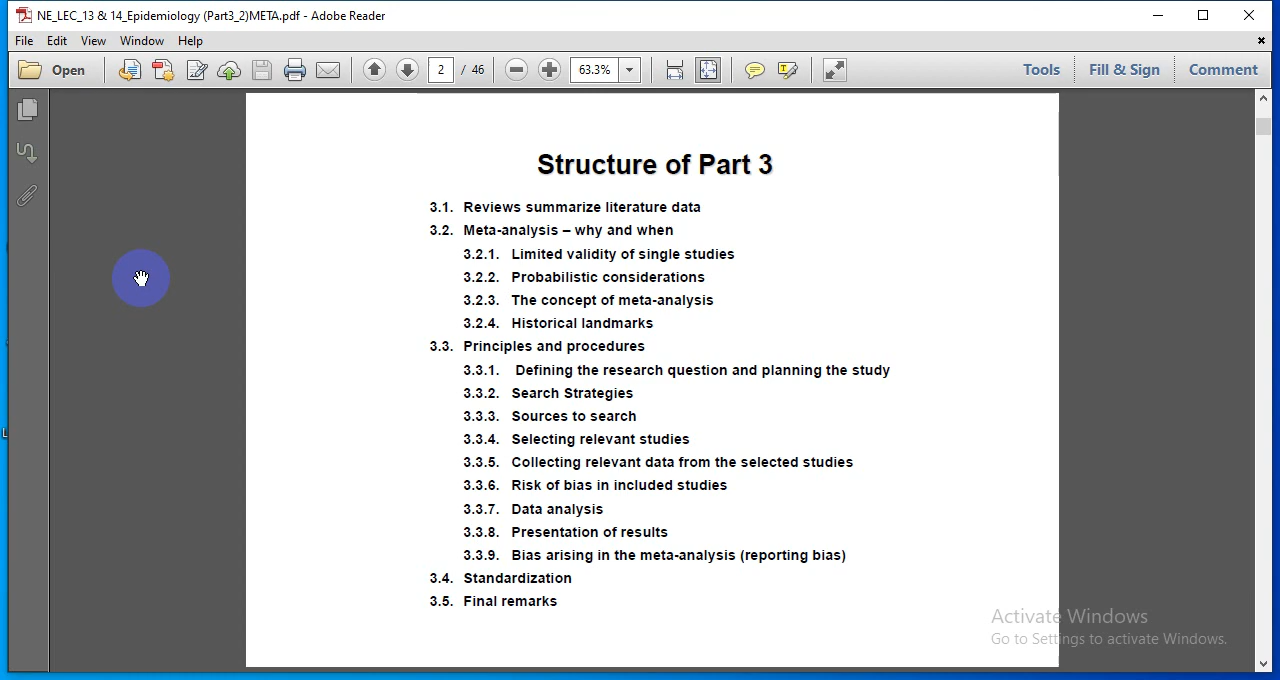 NE_LEC_13 & 14_Epidemiology (Part3_2)META.pdf - Adobe Reader
File Edit View Window Help
Open 2 / 46 63.3% Tools Fill & Sign Comment
Structure of Part 3
3.1. Reviews summarize literature data
3.2. Meta-analysis – why and when
3.2.1. Limited validity of single studies
3.2.2. Probabilistic considerations
3.2.3. The concept of meta-analysis
3.2.4. Historical landmarks
3.3. Principles and procedures
3.3.1. Defining the research question and planning the study
3.3.2. Search Strategies
3.3.3. Sources to search
3.3.4. Selecting relevant studies
3.3.5. Collecting relevant data from the selected studies
3.3.6. Risk of bias in included studies
3.3.7. Data analysis
3.3.8. Presentation of results
3.3.9. Bias arising in the meta-analysis (reporting bias)
3.4. Standardization
3.5. Final remarks
Activate Windows
Go to Settings to activate Windows.